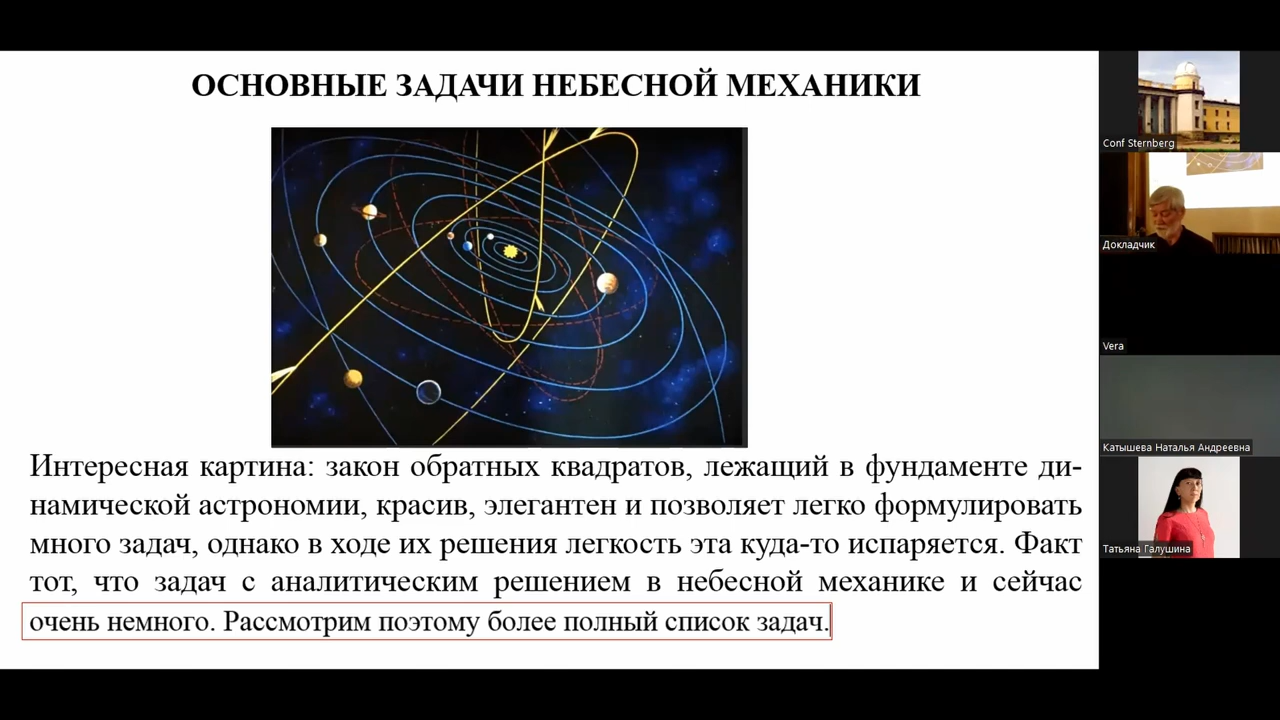 ОСНОВНЫЕ ЗАДАЧИ НЕБЕСНОЙ МЕХАНИКИ
Интересная картина: закон обратных квадратов, лежащий в фундаменте ди-
намической астрономии, красив, элегантен и позволяет легко формулировать
много задач, однако в ходе их решения легкость эта куда-то испаряется. Факт
тот, что задач с аналитическим решением в небесной механике и сейчас
очень немного. Рассмотрим поэтому более полный список задач.
Conf Sternberg
Докладчик
Vera
Катышева Наталья Андреевна
Татьяна Галушина